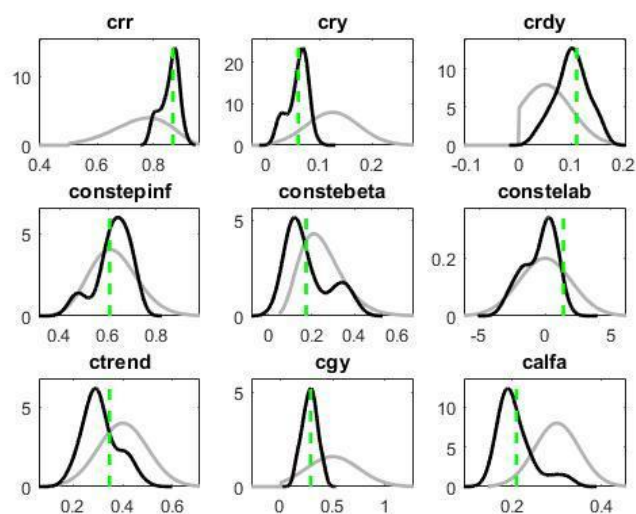 crr cry crdy
10 20 10
10 5
0 0 0
0.4 0.6 0.8 0 0.1 0.2 -0.1 0 0.1 0.2
constepinf constebeta constelab
5 5 0.2
0 0 0
0.4 0.6 0.8 0 0.2 0.4 0.6 -5 0 5
ctrend cgy calfa
5 5 10
5
0 0 0
0.2 0.4 0.6 0 0.5 1 0.2 0.4